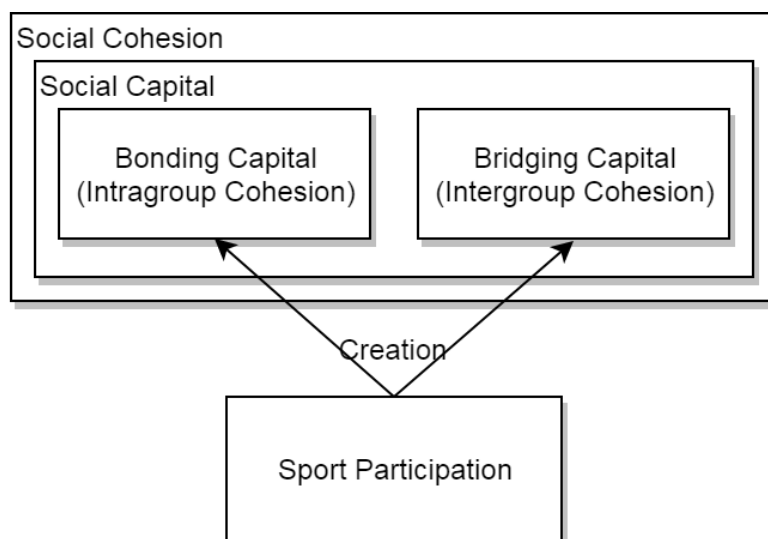 Social Cohesion
Social Capital
Bonding Capital
(Intragroup Cohesion)
Bridging Capital
(Intergroup Cohesion)
Creation
Sport Participation